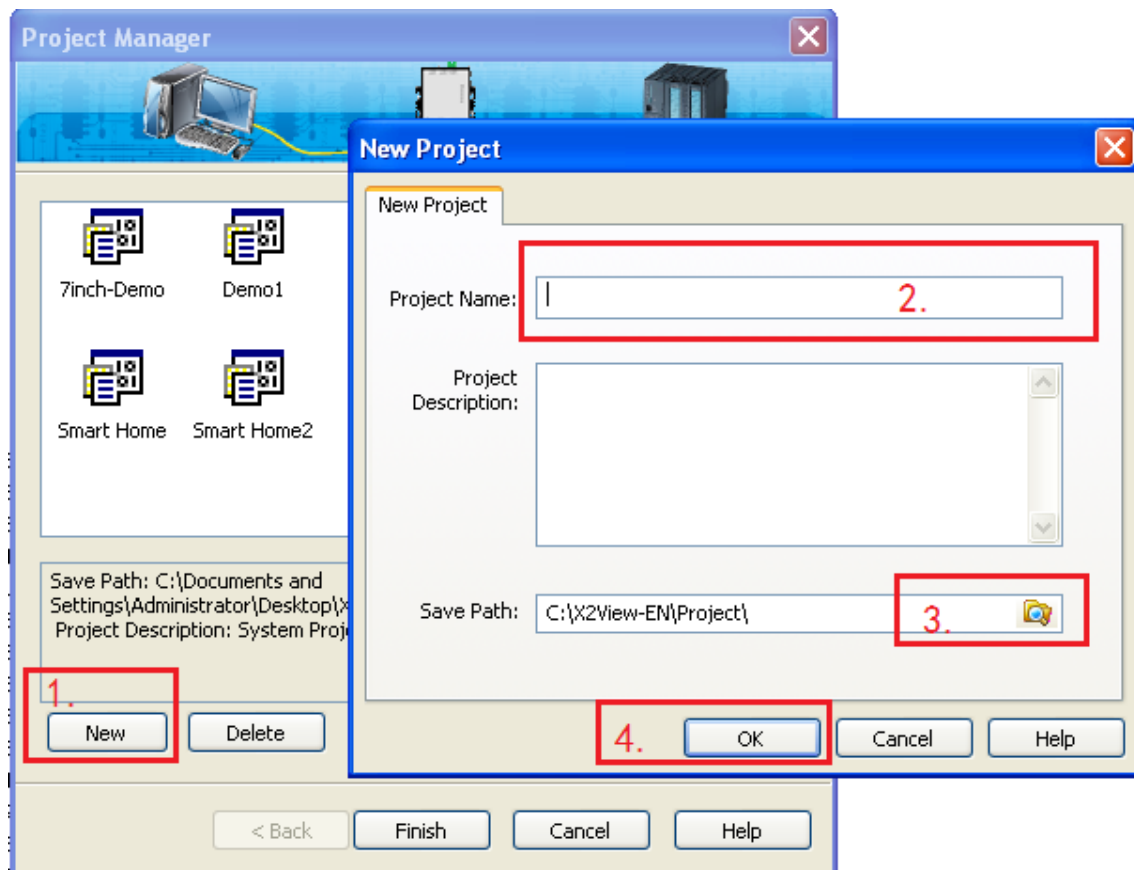 Project Manager
New Project
New Project
7inch-Demo
Demo1
Project Name:
2.
Smart Home
Smart Home2
Project
Description:
Save Path: C:\Documents and
Settings\Administrator\Desktop\X
Project Description: System Proj
Save Path:
C:\X2View-EN\Project\
3.
1.
New
Delete
4.
OK
Cancel
Help
< Back
Finish
Cancel
Help